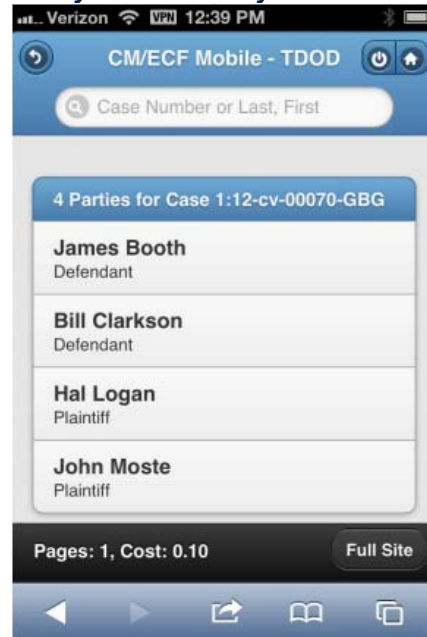 Verizon VPN 12:39 PM
CM/ECF Mobile - TDOD
Case Number or Last, First
4 Parties for Case 1:12-cv-00070-GBG
James Booth
Defendant
Bill Clarkson
Defendant
Hal Logan
Plaintiff
John Moste
Plaintiff
Pages: 1, Cost: 0.10 Full Site